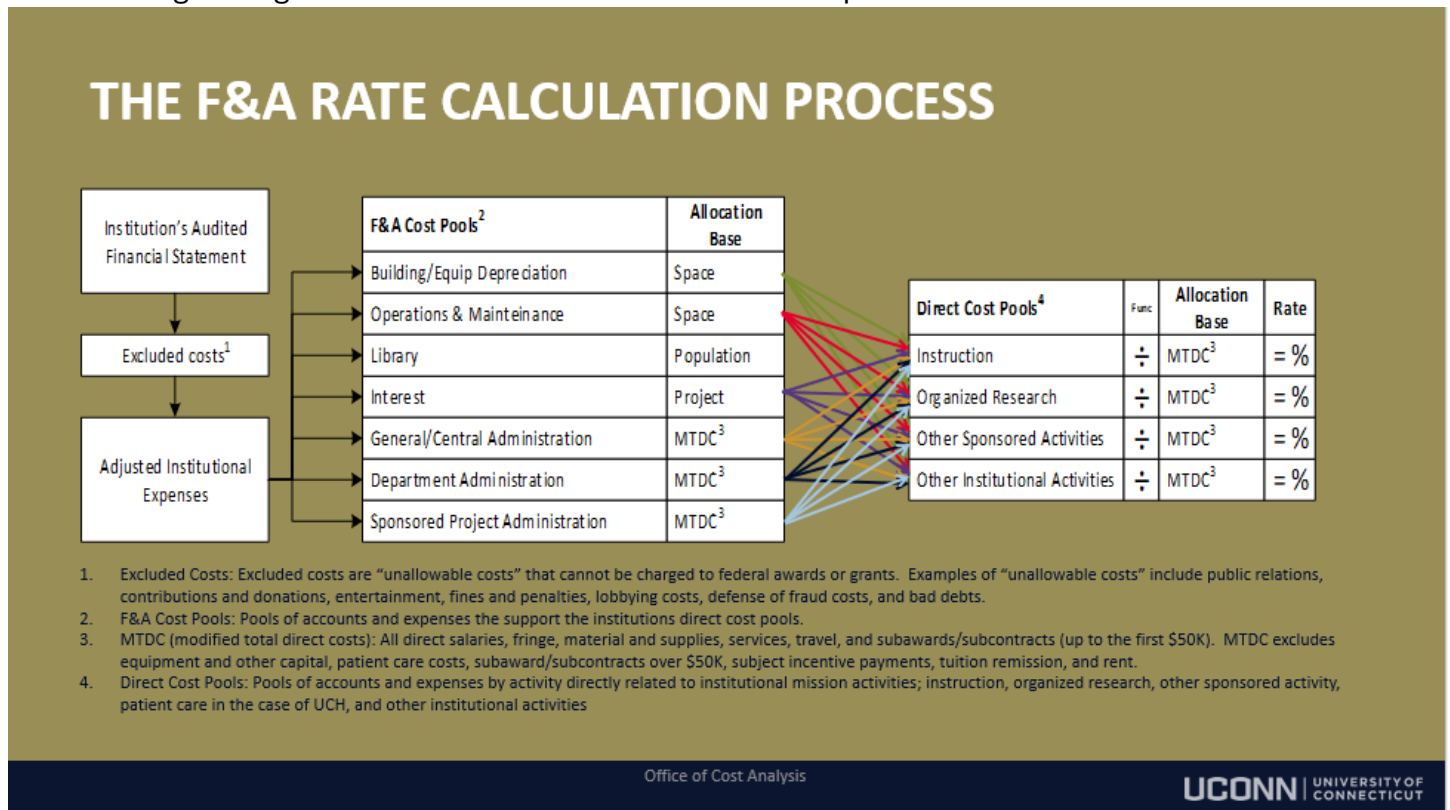 THE F&A RATE CALCULATION PROCESS
Institution's Audited
Financial Statement
Excluded costs1
Adjusted Institutional
Expenses
F&A Cost Pools2
Allocation
Base
Building/Equip Depreciation
Space
Operations & Mainteinance
Space
Library
Population
Interest
Project
General/Central Administration
MTDC3
Department Administration
MTDC3
Sponsored Project Administration
MTDC3
Direct Cost Pools4
Func
Allocation
Base
Rate
Instruction
÷
MTDC3
= %
Organized Research
÷
MTDC3
= %
Other Sponsored Activities
÷
MTDC3
= %
Other Institutional Activities
÷
MTDC3
= %
1. Excluded Costs: Excluded costs are "unallowable costs" that cannot be charged to federal awards or grants. Examples of "unallowable costs" include public relations,
contributions and donations, entertainment, fines and penalties, lobbying costs, defense of fraud costs, and bad debts.
2. F&A Cost Pools: Pools of accounts and expenses the support the institutions direct cost pools.
3. MTDC (modified total direct costs): All direct salaries, fringe, material and supplies, services, travel, and subawards/subcontracts (up to the first $50K). MTDC excludes
equipment and other capital, patient care costs, subaward/subcontracts over $50K, subject incentive payments, tuition remission, and rent.
4. Direct Cost Pools: Pools of accounts and expenses by activity directly related to institutional mission activities; instruction, organized research, other sponsored activity,
patient care in the case of UCH, and other institutional activities
Office of Cost Analysis
UCONN
UNIVERSITY OF
CONNECTICUT